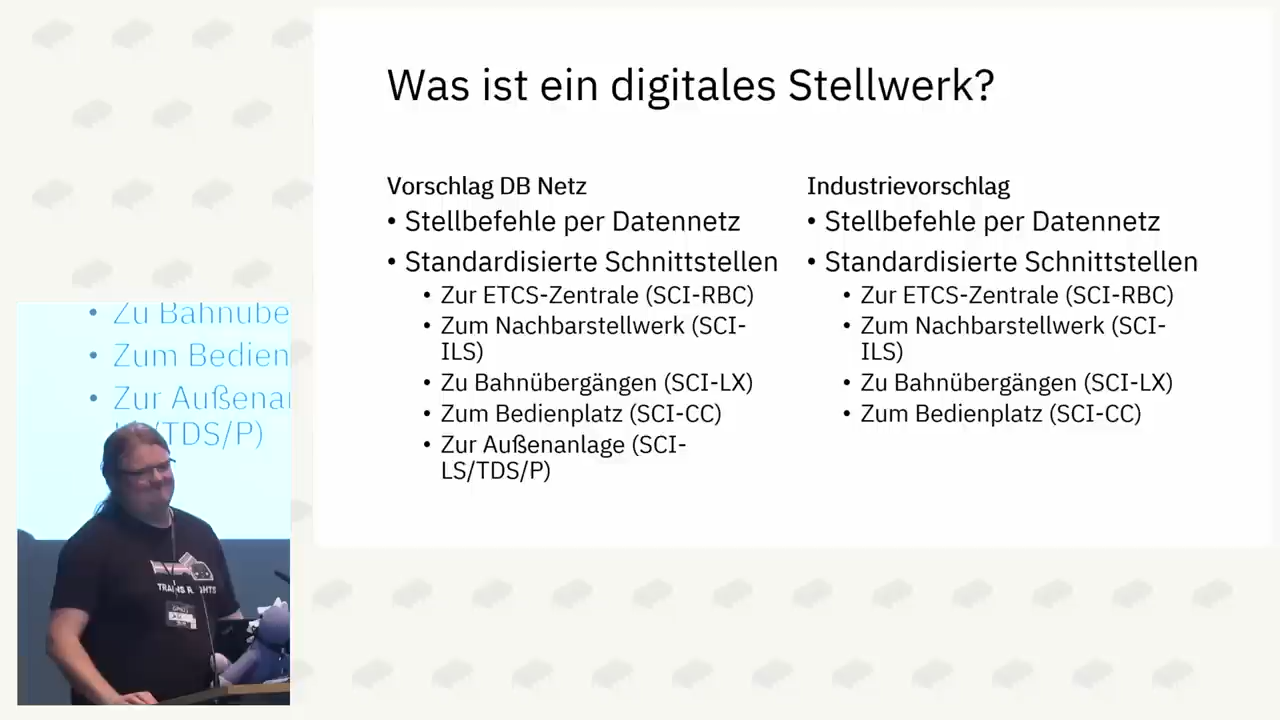 Was ist ein digitales Stellwerk?
Vorschlag DB Netz
• Stellbefehle per Datennetz
• Standardisierte Schnittstellen
• Zur ETCS-Zentrale (SCI-RBC)
• Zum Nachbarstellwerk (SCI-
ILS)
• Zu Bahnübergängen (SCI-LX)
• Zum Bedienplatz (SCI-CC)
• Zur Außenanlage (SCI-
LS/TDS/P)
Industrievorschlag
• Stellbefehle per Datennetz
• Standardisierte Schnittstellen
• Zur ETCS-Zentrale (SCI-RBC)
• Zum Nachbarstellwerk (SCI-
ILS)
• Zu Bahnübergängen (SCI-LX)
• Zum Bedienplatz (SCI-CC)
• Zu Bahnübe
• Zum Bedien
• Zur Außena
/TDS/P)